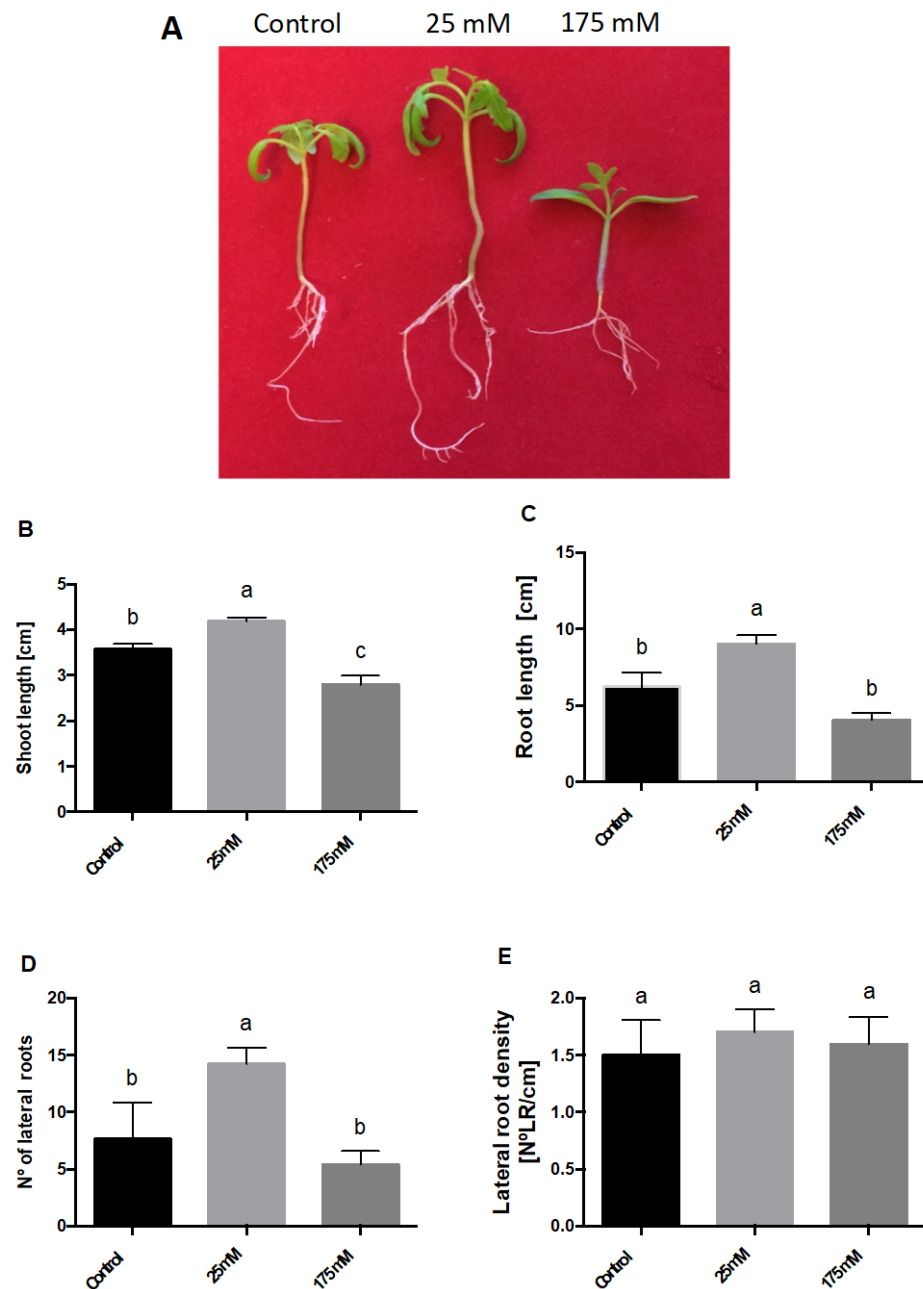 A
Control 25 mM 175 mM
B
Shoot length [cm]
5
4
3
2
1
0
b
a
c
Control
25mM
175mM
C
Root length [cm]
15
10
5
0
b
a
b
Control
25mM
175mM
D
N° of lateral roots
20
15
10
5
0
b
a
b
Control
25mM
175mM
E
Lateral root density
[NºLR/cm]
2.0
1.5
1.0
0.5
0.0
a
a
a
Control
25mM
175mM